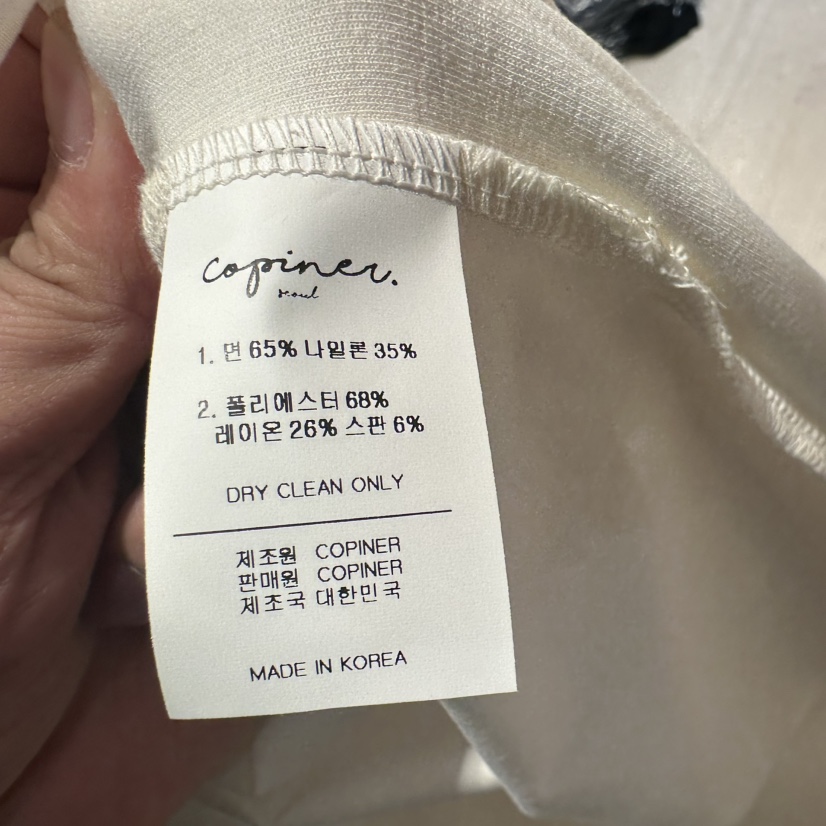 copiner.
seoul
1. 면 65% 나일론 35%
2. 폴리에스터 68%
레이온 26% 스판 6%
DRY CLEAN ONLY
제조원 COPINER
판매원 COPINER
제조국 대한민국
MADE IN KOREA